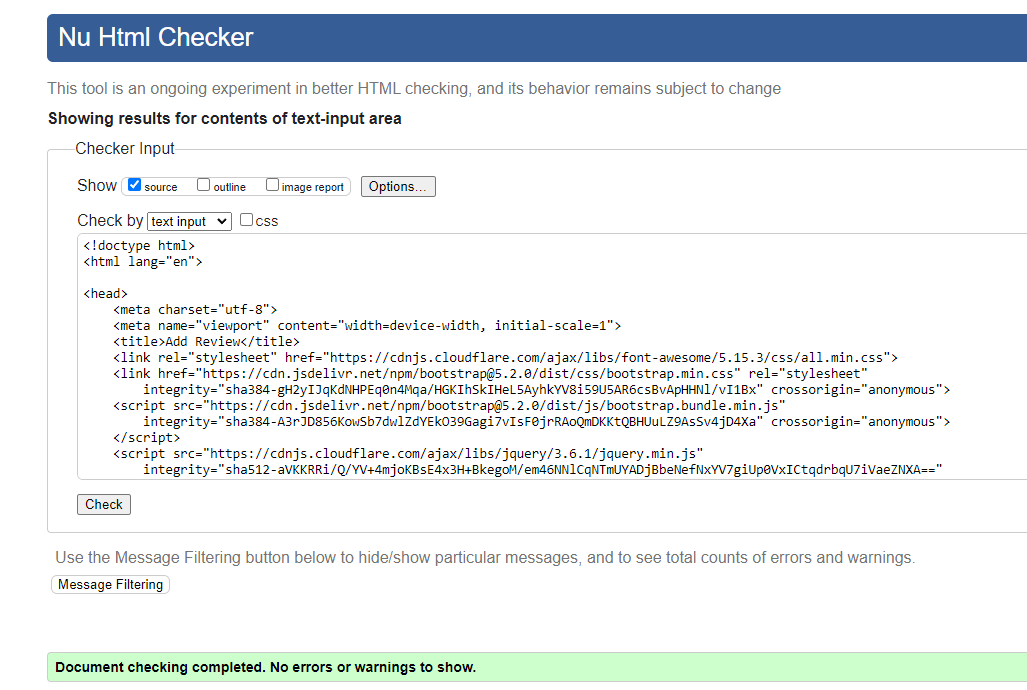 Nu Html Checker
This tool is an ongoing experiment in better HTML checking, and its behavior remains subject to change
Showing results for contents of text-input area
Checker Input
Show source outline image report Options...
Check by text input css
<!doctype html>
<html lang="en">
<head>
<meta charset="utf-8">
<meta name="viewport" content="width=device-width, initial-scale=1">
<title>Add Review</title>
<link rel="stylesheet" href="https://cdnjs.cloudflare.com/ajax/libs/font-awesome/5.15.3/css/all.min.css">
<link href="https://cdn.jsdelivr.net/npm/bootstrap@5.2.0/dist/css/bootstrap.min.css" rel="stylesheet"
integrity="sha384-gH2yIJqKdNHPEq0n4Mqa/HGKIhSkIHeL5AyhkYV8i59U5AR6csBvApHHNl/vI1Bx" crossorigin="anonymous">
<script src="https://cdn.jsdelivr.net/npm/bootstrap@5.2.0/dist/js/bootstrap.bundle.min.js"
integrity="sha384-A3rJD856KowSb7dwlZdYEkO39Gagi7vIsF0jrRAoQmDKKtQBHUuLZ9AsSv4jD4Xa" crossorigin="anonymous">
</script>
<script src="https://cdnjs.cloudflare.com/ajax/libs/jquery/3.6.1/jquery.min.js"
integrity="sha512-aVKKRRi/Q/YV+4mjoKBsE4x3H+BkegoM/em46NNlCqNTmUYADjBbeNefNxYV7giUp0VxICtqdrbqU7iVaeZNXA=="
Check
Use the Message Filtering button below to hide/show particular messages, and to see total counts of errors and warnings.
Message Filtering
Document checking completed. No errors or warnings to show.